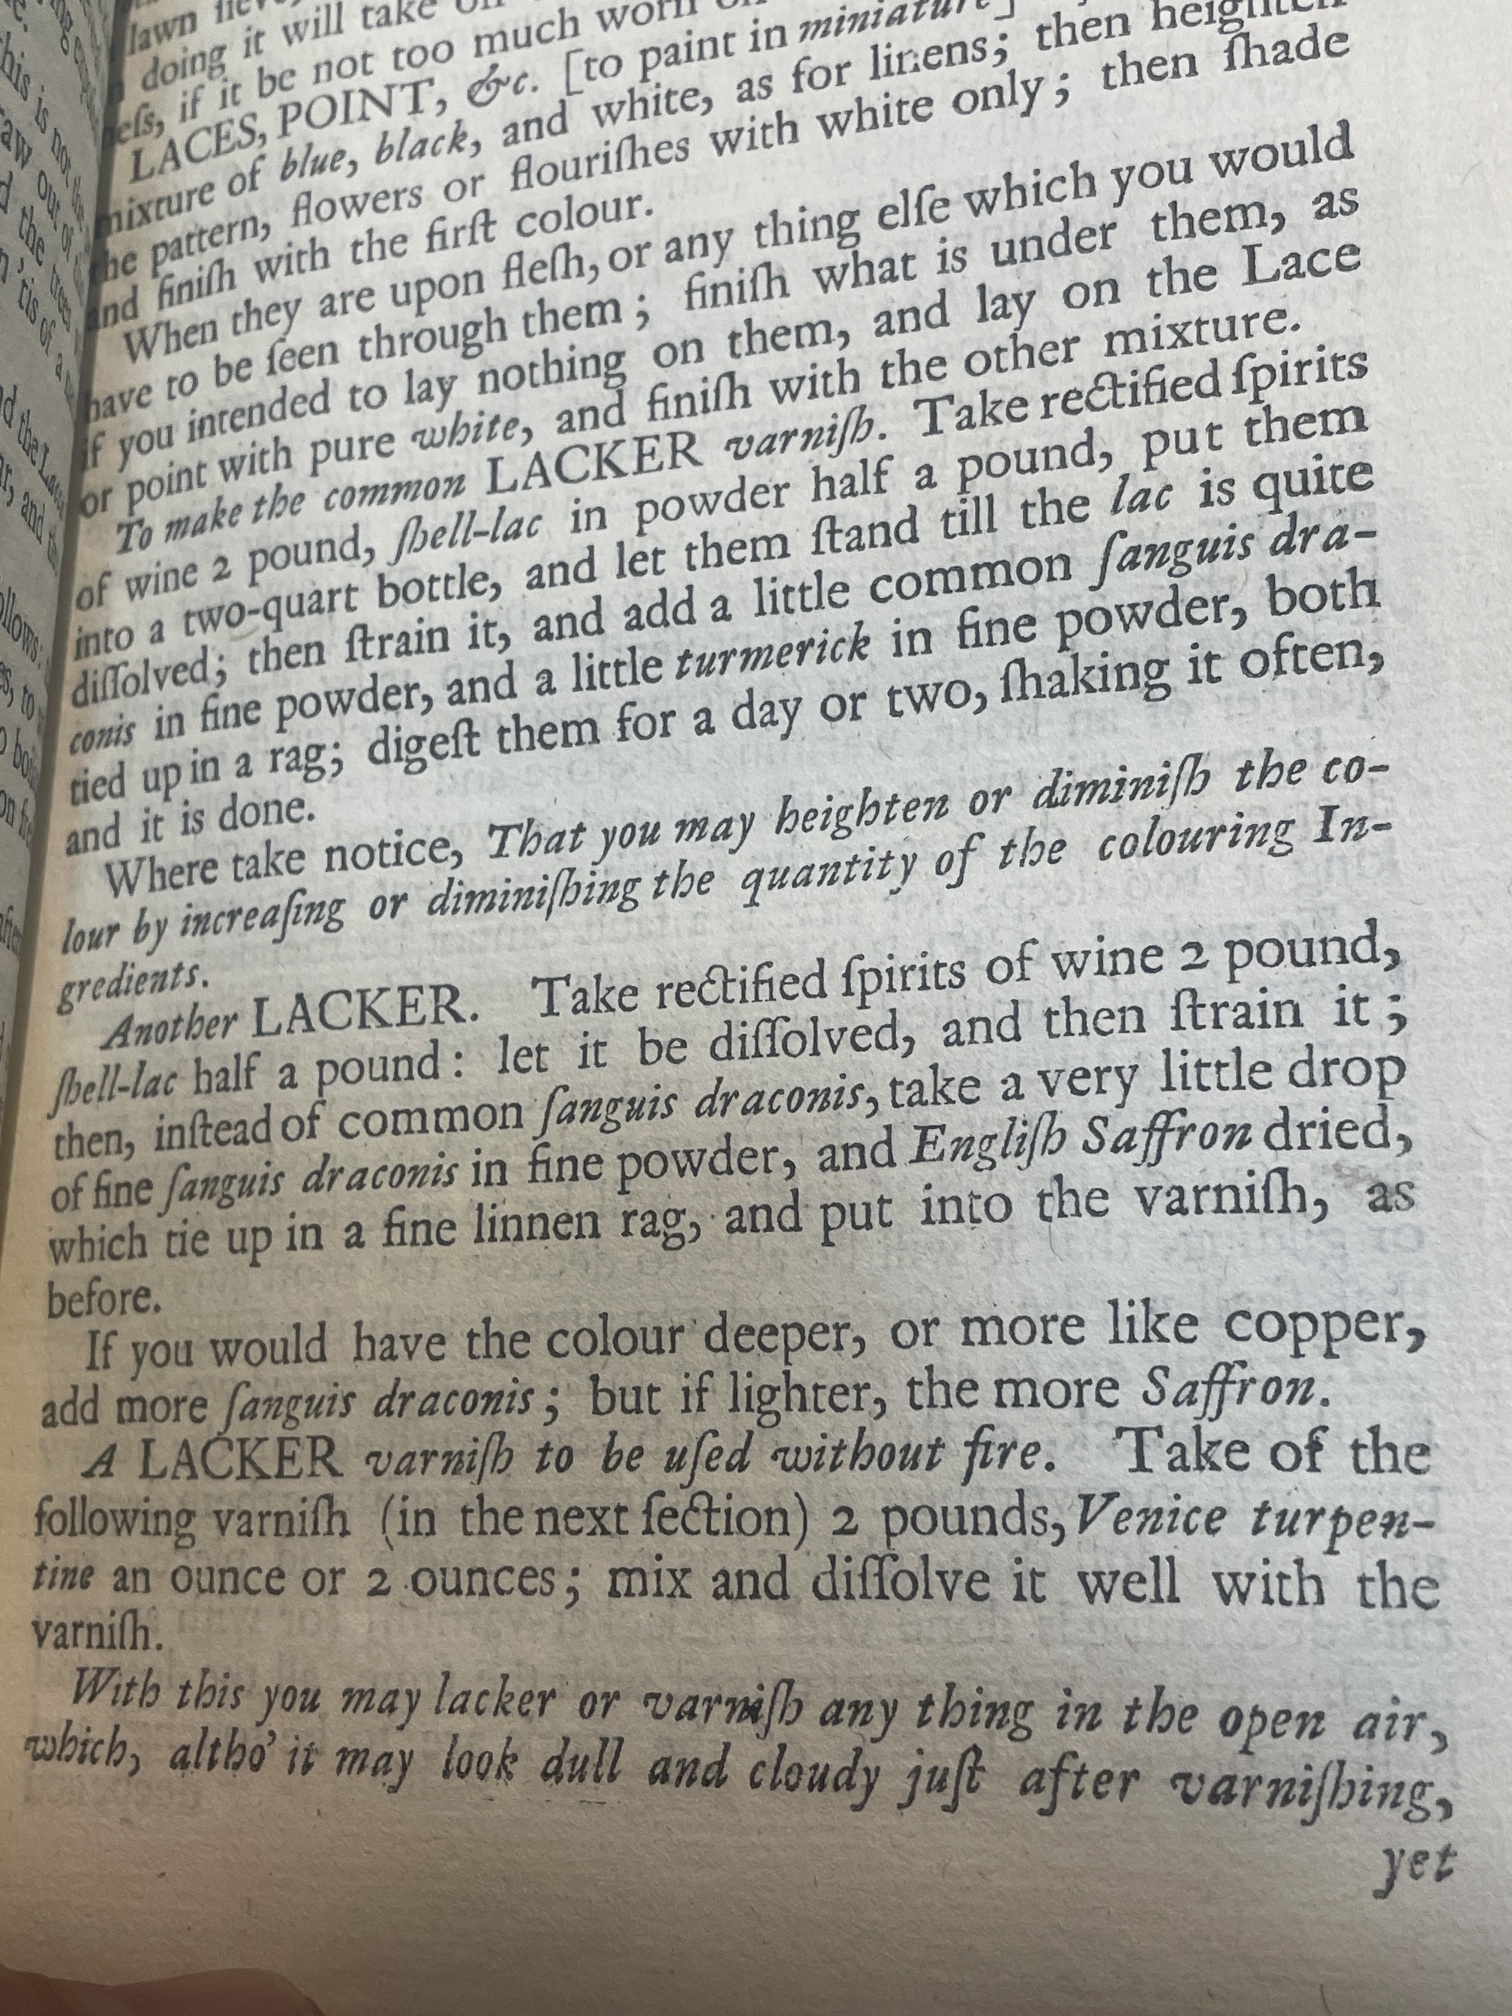 doing it will take
if it be not too much worn
LACES, POINT, &c. [to paint in miniature]
mixture of blue, black, and white, as for linens; then heighten
the pattern, flowers or flouriſhes with white only; then ſhade
and finiſh with the firſt colour.
When they are upon fleſh, or any thing elſe which you would
have to be ſeen through them; finiſh what is under them, as
if you intended to lay nothing on them, and lay on the Lace
or point with pure white, and finiſh with the other mixture.
To make the common LACKER varniſh. Take rectified ſpirits
of wine 2 pound, ſhell-lac in powder half a pound, put them
into a two-quart bottle, and let them ſtand till the lac is quite
diſſolved; then ſtrain it, and add a little common ſanguis dra-
conis in fine powder, and a little turmerick in fine powder, both
tied up in a rag; digeſt them for a day or two, ſhaking it often,
and it is done.
Where take notice, That you may heighten or diminiſh the co-
lour by increaſing or diminiſhing the quantity of the colouring In-
gredients.
Another LACKER. Take rectified ſpirits of wine 2 pound,
ſhell-lac half a pound: let it be diſſolved, and then ſtrain it;
then, inſtead of common ſanguis draconis, take a very little drop
of fine ſanguis draconis in fine powder, and Engliſh Saffron dried,
which tie up in a fine linnen rag, and put into the varniſh, as
before.
If you would have the colour deeper, or more like copper,
add more ſanguis draconis; but if lighter, the more Saffron.
A LACKER varniſh to be uſed without fire. Take of the
following varniſh (in the next ſection) 2 pounds, Venice turpen-
tine an ounce or 2 ounces; mix and diſſolve it well with the
varniſh.
With this you may lacker or varniſh any thing in the open air,
which, altho' it may look dull and cloudy juſt after varniſhing,
yet